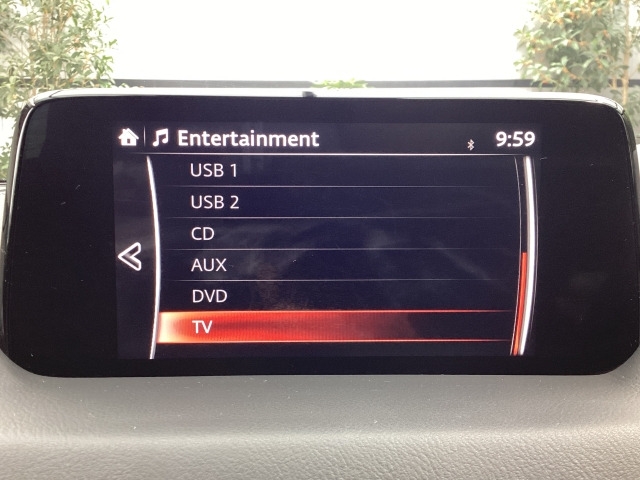 Entertainment 9:59
USB 1
USB 2
CD
AUX
DVD
TV